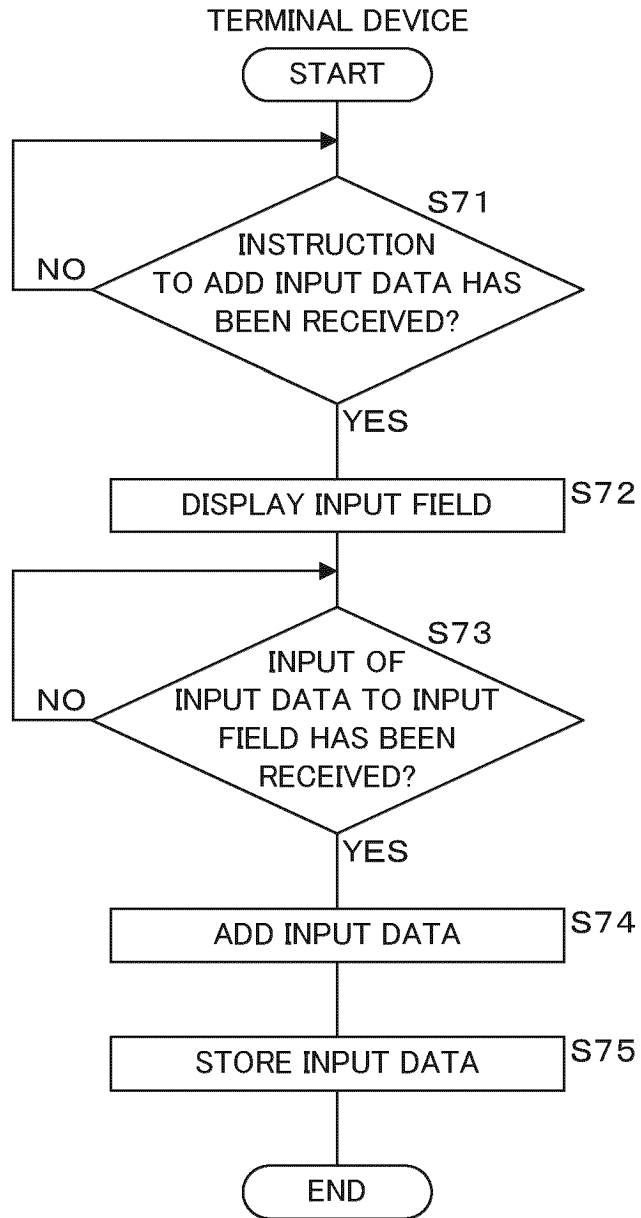 TERMINAL DEVICE
START
S71
INSTRUCTION
TO ADD INPUT DATA HAS
BEEN RECEIVED?
NO
YES
DISPLAY INPUT FIELD
S72
S73
INPUT OF
INPUT DATA TO INPUT
FIELD HAS BEEN
RECEIVED?
NO
YES
ADD INPUT DATA
S74
STORE INPUT DATA
S75
END